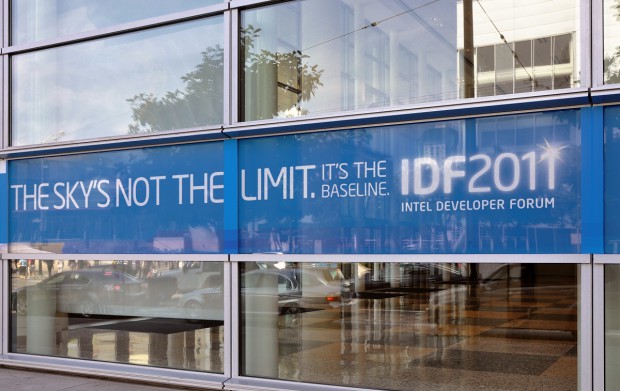 THE SKY'S NOT THE LIMIT. IT'S THE
BASELINE.
IDF2011
INTEL DEVELOPER FORUM